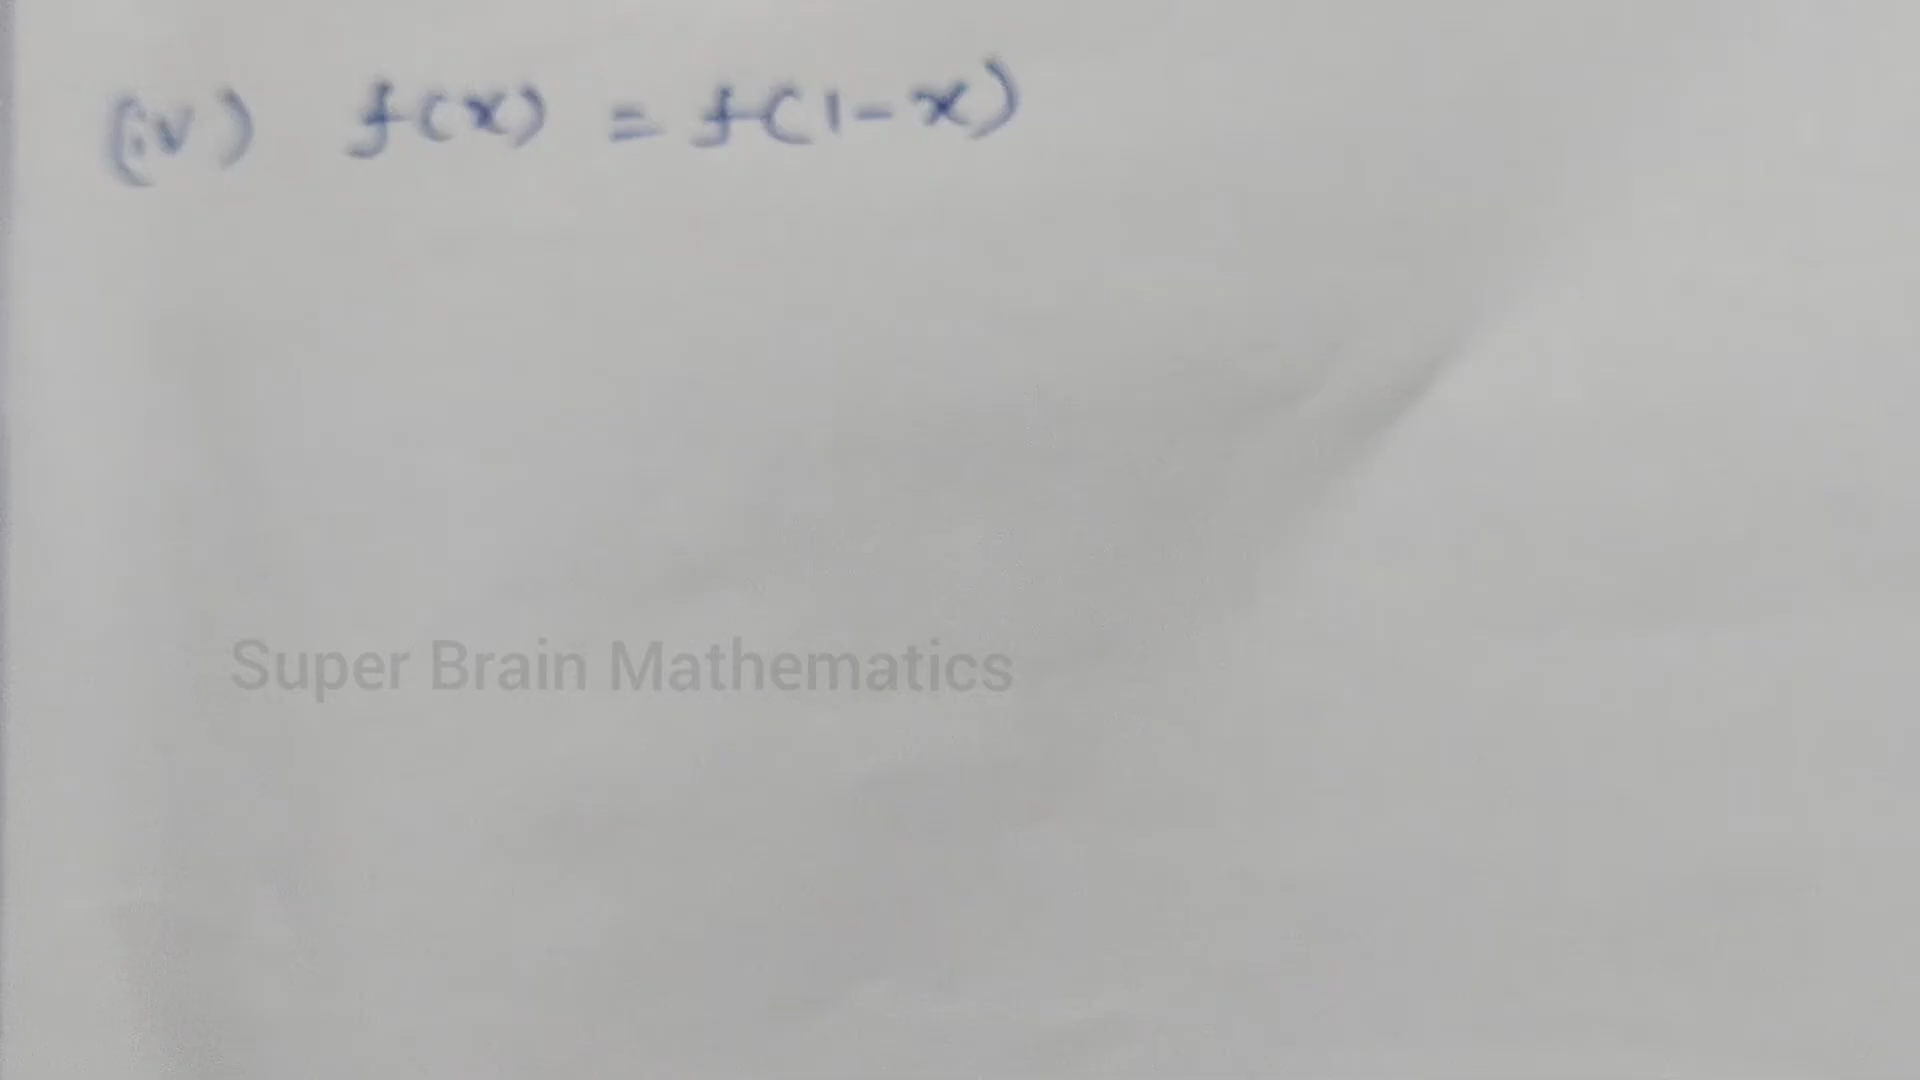 (iv) f(x) = f(1-x)
Super Brain Mathematics